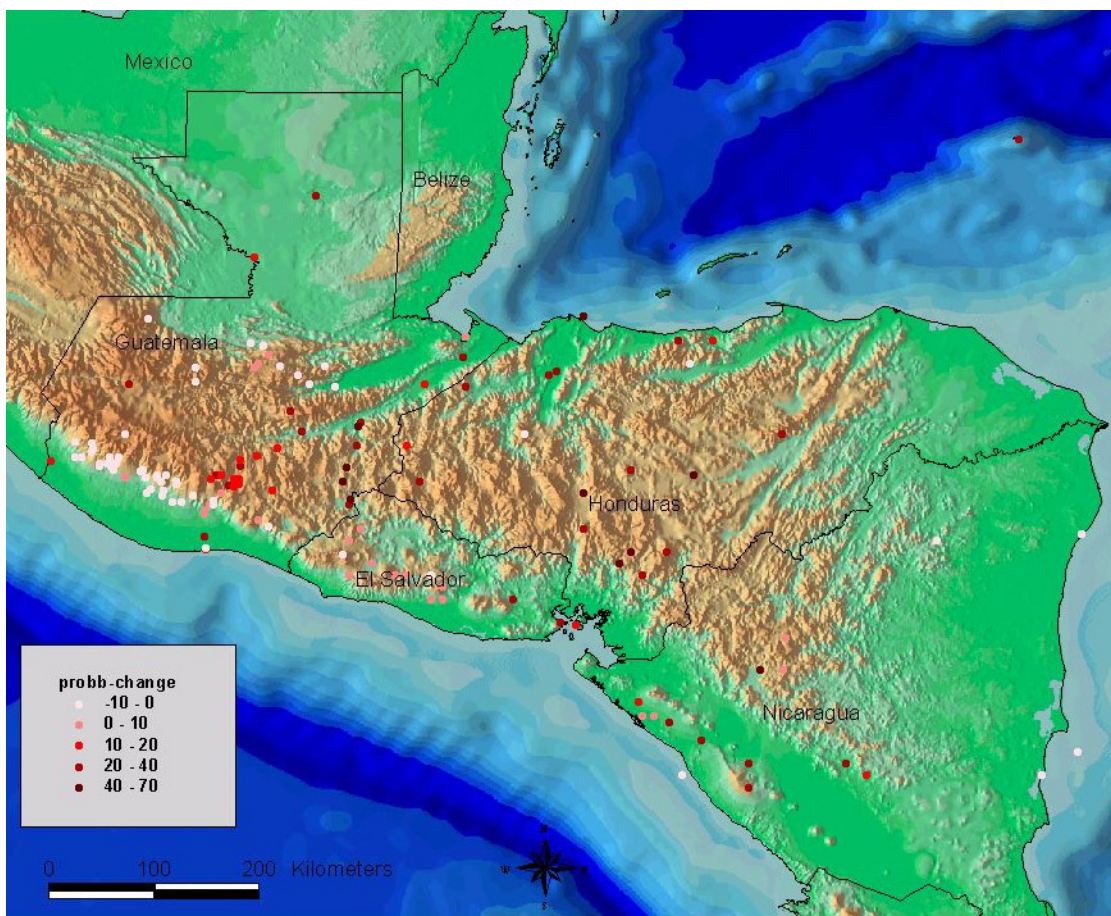 Mexico
Belize
Guatemala
Honduras
El Salvador
Nicaragua
probb-change
-10 - 0
0 - 10
10 - 20
20 - 40
40 - 70
0 100 200 Kilometers
W
S